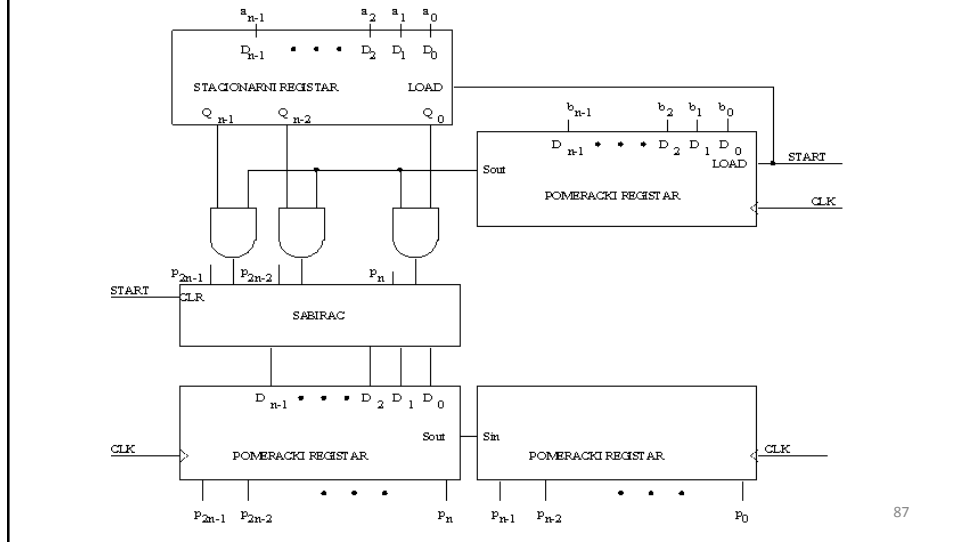 a n-1 a 2 a 1 a 0
D n-1 • • • D 2 D 1 D 0
STACIONARNI REGISTAR LOAD
Q n-1 Q n-2 Q 0
b n-1 b 2 b 1 b 0
D n-1 • • • D 2 D 1 D 0
LOAD START
Sout
POMERACKI REGISTAR
CLK
P 2n-1 P 2n-2 P n
START CLR
SABIRAC
D n-1 • • • D 2 D 1 D 0
Sout Sin
CLK POMERACKI REGISTAR POMERACKI REGISTAR CLK
• • • • • •
P 2n-1 P 2n-2 P n P n-1 P n-2 P 0
87